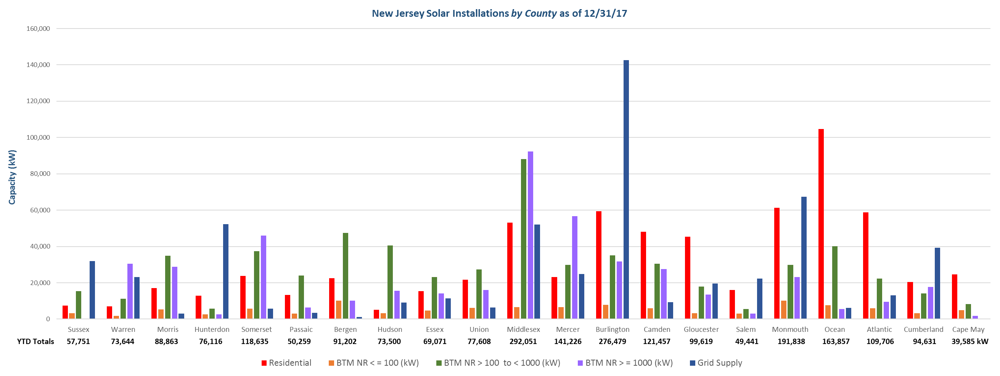 New Jersey Solar Installations by County as of 12/31/17
160,000
140,000
120,000
100,000
80,000
60,000
40,000
20,000
0
Capacity (kW)
Sussex Warren Morris Hunterdon Somerset Passaic Bergen Hudson Essex Union Middlesex Mercer Burlington Camden Gloucester Salem Monmouth Ocean Atlantic Cumberland Cape May
YTD Totals 57,751 73,644 88,863 76,116 118,635 50,259 91,202 73,500 69,071 77,608 292,051 141,226 276,479 121,457 99,619 49,441 191,838 163,857 109,706 94,631 39,585 kW
Residential BTM NR < = 100 (kW) BTM NR > 100 to < 1000 (kW) BTM NR > = 1000 (kW) Grid Supply